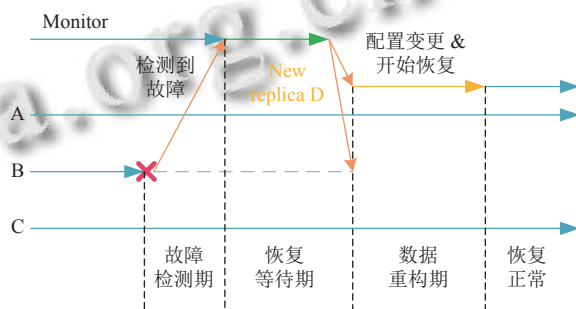 Monitor
检测到
故障
New
replica D
配置变更 &
开始恢复
A
B
C
故障
检测期
恢复
等待期
数据
重构期
恢复
正常
a.org.c